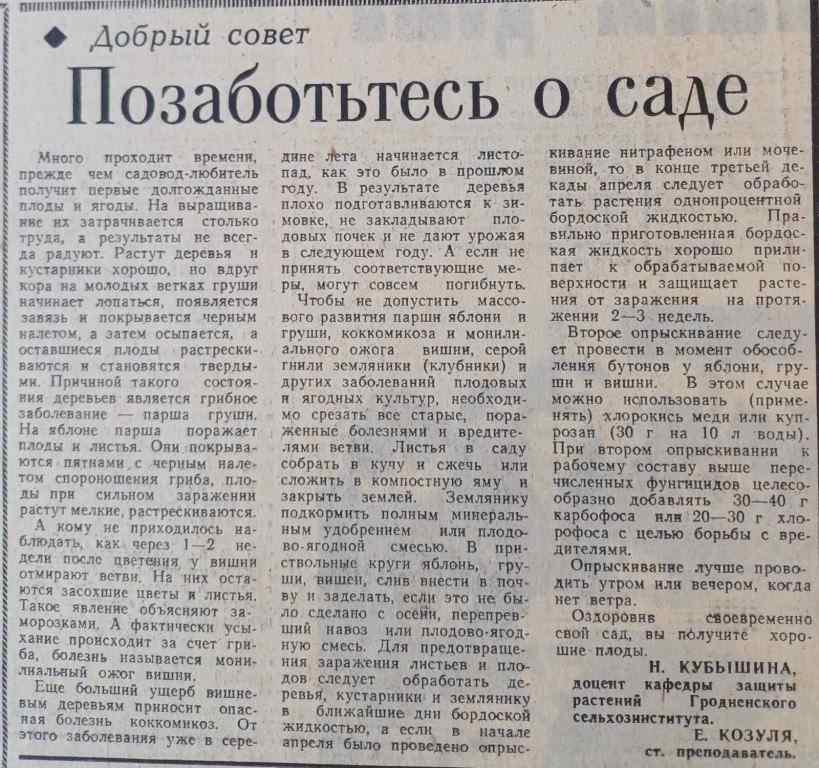 ◆ Добрый совет
Позаботьтесь о саде
Много проходит времени,
прежде чем садовод-любитель
получит первые долгожданные
плоды и ягоды. На выращива-
ние их затрачивается столько
труда, а результаты не всег-
да радуют. Растут деревья и
кустарники хорошо, но вдруг
кора на молодых ветках груши
начинает лопаться, появляется
завязь и покрывается черным
налетом, а затем осыпается, а
оставшиеся плоды растрески-
ваются и становятся тверды-
ми. Причиной такого состоя-
ния деревьев является грибное
заболевание — парша груши.
На яблоне парша поражает
плоды и листья. Они покрыва-
ются пятнами с черным нале-
том спороношения гриба, пло-
ды при сильном заражении
растут мелкие, растрескиваются.
А кому не приходилось на-
блюдать, как через 1—2 не-
дели после цветения у вишни
отмирают ветви. На них оста-
ются засохшие цветы и листья.
Такое явление объясняют за-
морозками. А фактически усы-
хание происходит за счет гри-
ба, болезнь называется мони-
лиальный ожог вишни.
Еще больший ущерб вишне-
вым деревьям приносит опас-
ная болезнь коккомикоз. От
этого заболевания уже в сере-
дине лета начинается листо-
пад, как это было в прошлом
году. В результате деревья
плохо подготавливаются к зи-
мовке, не закладывают пло-
довых почек и не дают урожая
в следующем году. А если не
принять соответствующие ме-
ры, могут совсем погибнуть.
Чтобы не допустить массо-
вого развития парши яблони и
груши, коккомикоза и монили-
ального ожога вишни, серой
гнили земляники (клубники) и
других заболеваний плодовых
и ягодных культур, необходи-
мо срезать все старые, пора-
женные болезнями и вредите-
лями ветви. Листья в саду
собрать в кучу и сжечь или
сложить в компостную яму и
закрыть землей. Землянику
подкормить полным минераль-
ным удобрением или плодо-
во-ягодной смесью. В при-
ствольные круги яблонь, гру-
ши, вишен, слив внести в поч-
ву и заделать, если это не бы-
ло сделано с осени, перепрев-
ший навоз или плодово-ягод-
ную смесь. Для предотвраще-
ния заражения листьев и пло-
дов следует обработать де-
ревья, кустарники и землянику
в ближайшие дни бордоской
жидкостью, а если в начале
апреля было проведено опрыс-
кивание нитрафеном или моче-
виной, то в конце третьей де-
кады апреля следует обрабо-
тать растения однопроцентной
бордоской жидкостью. Пра-
вильно приготовленная бордос-
кая жидкость хорошо прили-
пает к обрабатываемой по-
верхности и защищает расте-
ния от заражения на протя-
жении 2—3 недель.
Второе опрыскивание следу-
ет провести в момент обособ-
ления бутонов у яблони, гру-
ши и вишни. В этом случае
можно использовать (приме-
нять) хлорокись меди или куп-
розан (30 г на 10 л воды).
При втором опрыскивании к
рабочему составу выше пере-
численных фунгицидов целесо-
образно добавлять 30—40 г
карбофоса или 20—30 г хло-
рофоса с целью борьбы с вре-
дителями.
Опрыскивание лучше прово-
дить утром или вечером, когда
нет ветра.
Оздоровив своевременно
свой сад, вы получите хоро-
шие плоды.
Н. КУБЫШИНА,
доцент кафедры защиты
растений Гродненского
сельхозинститута.
Е. КОЗУЛЯ,
ст. преподаватель.